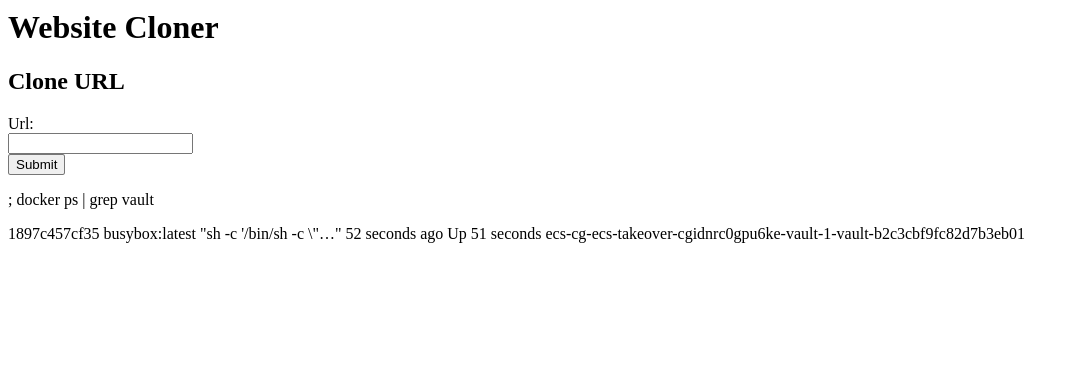 Website Cloner
Clone URL
Url:
Submit
; docker ps | grep vault
1897c457cf35 busybox:latest "sh -c '/bin/sh -c \"…" 52 seconds ago Up 51 seconds ecs-cg-ecs-takeover-cgidnrc0gpu6ke-vault-1-vault-b2c3cbf9fc82d7b3eb01